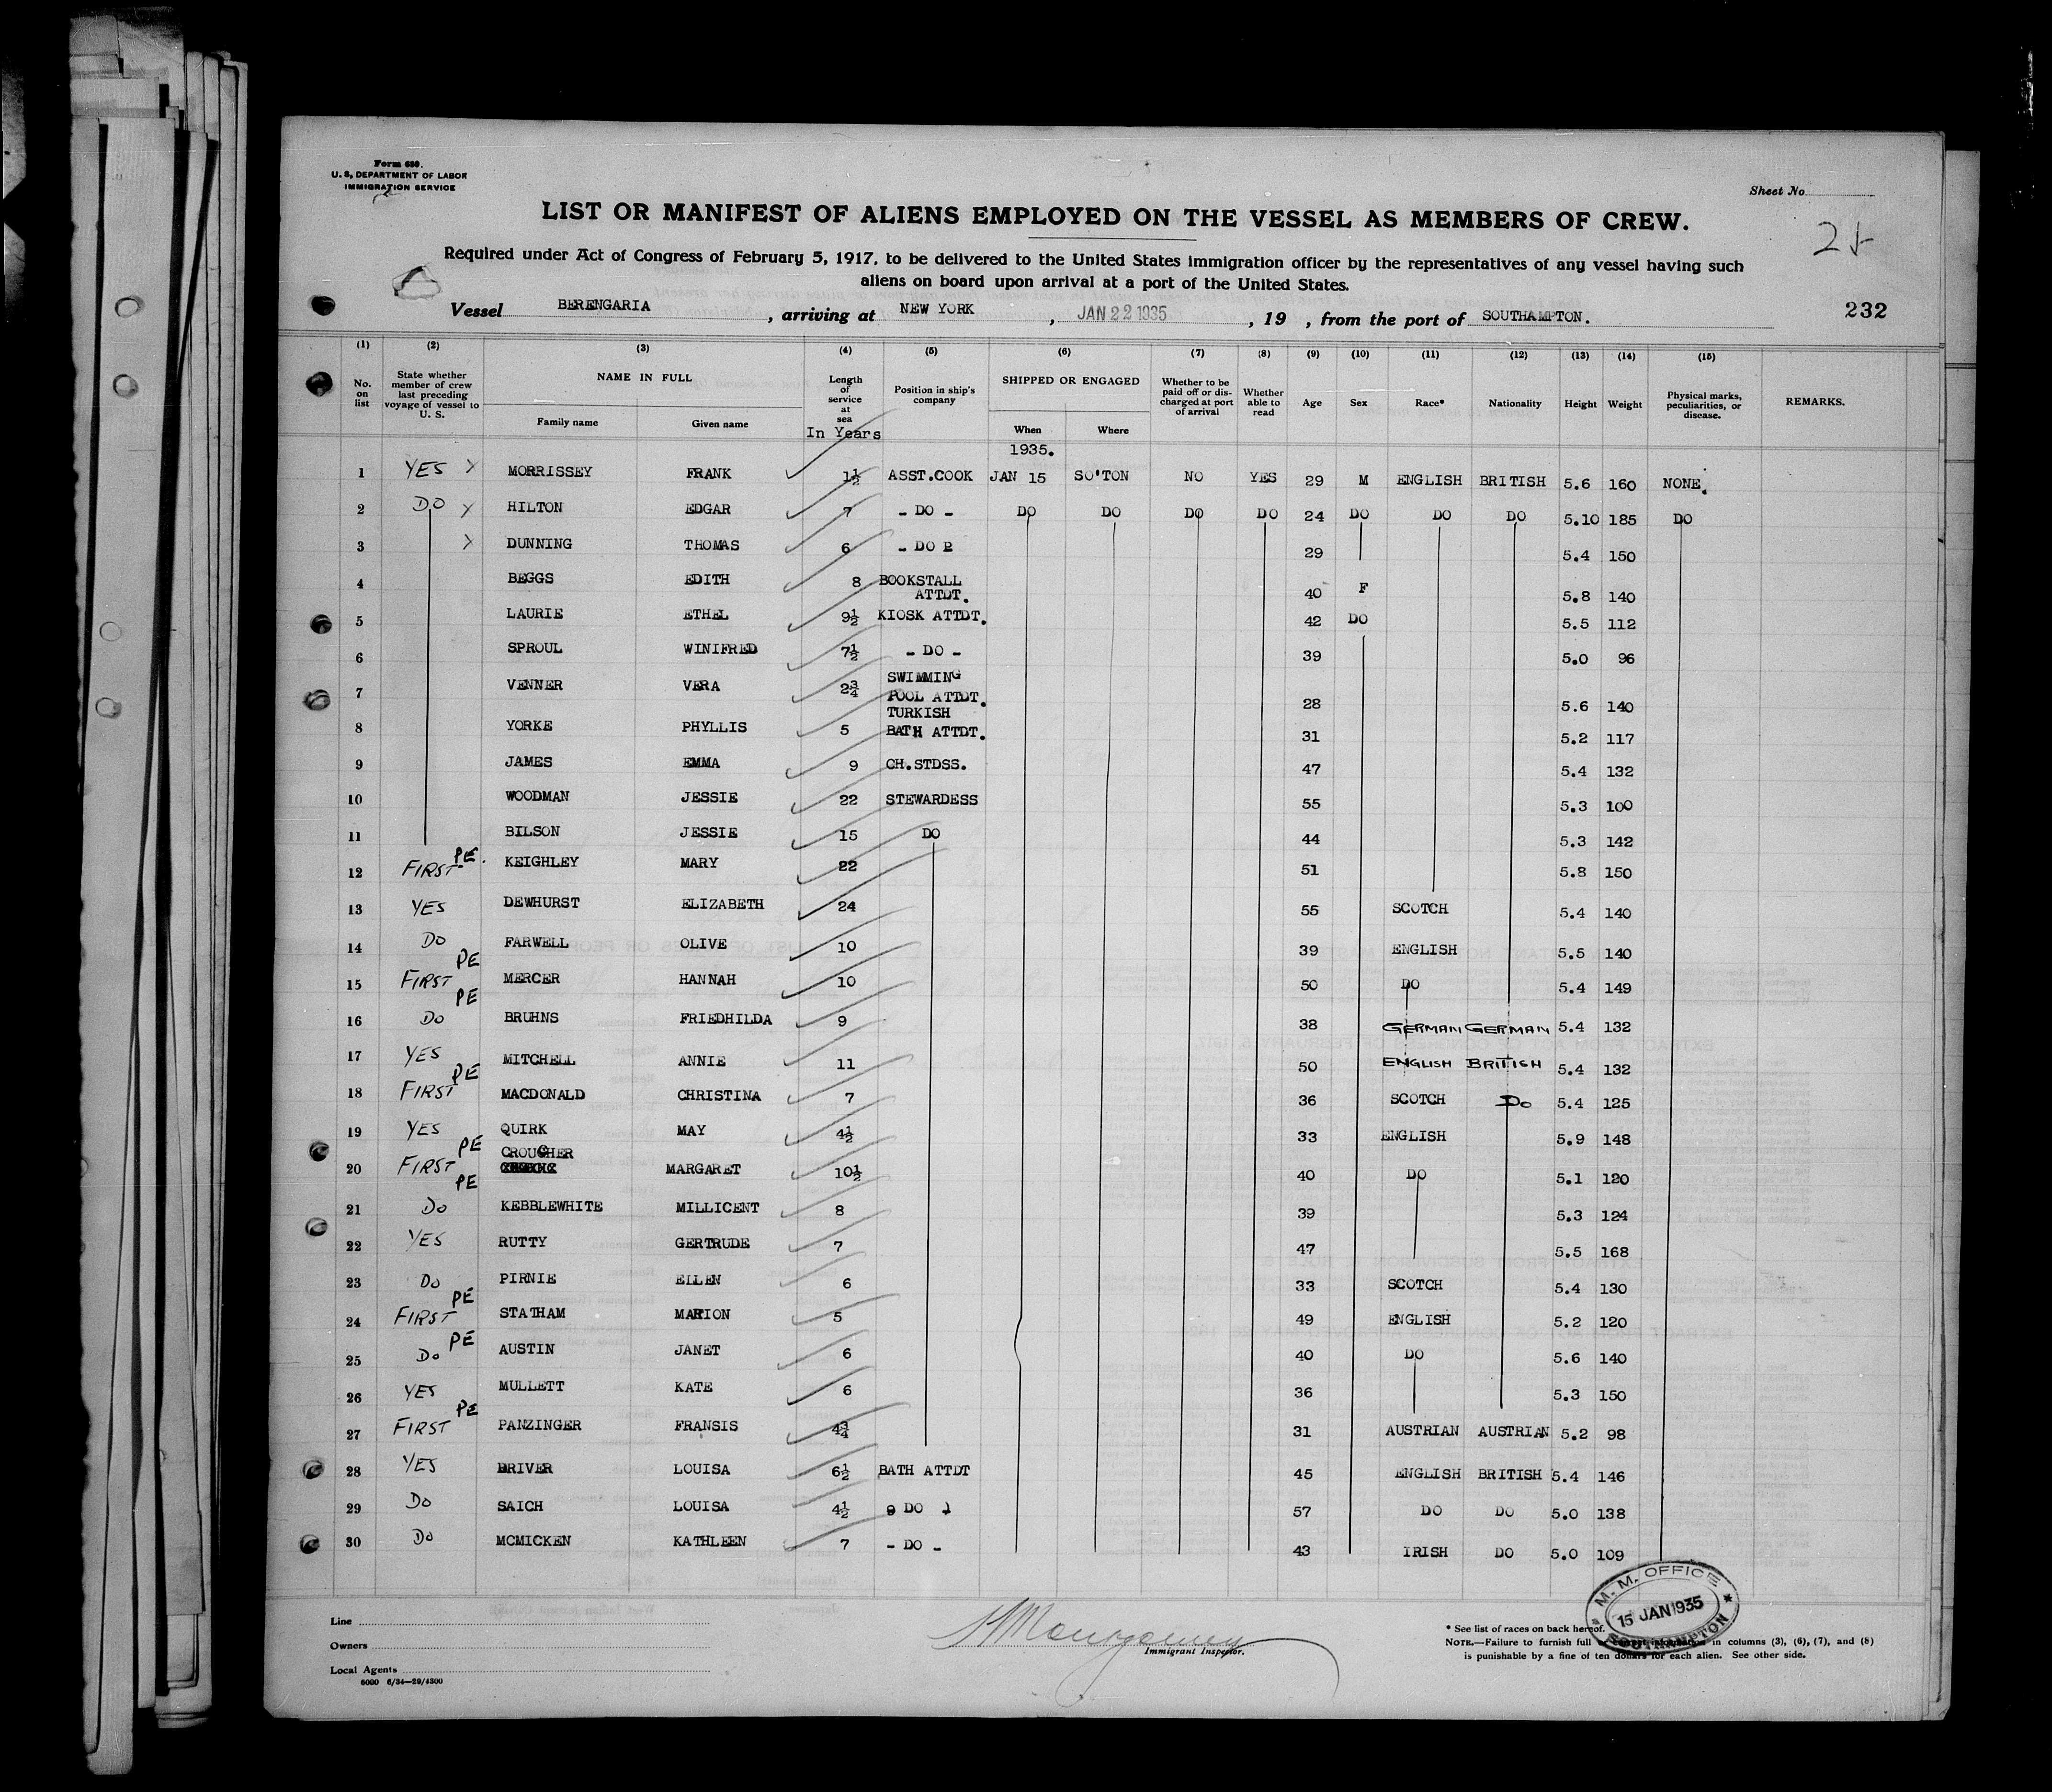 Form 689.
U. S. DEPARTMENT OF LABOR
IMMIGRATION SERVICE
Sheet No.
LIST OR MANIFEST OF ALIENS EMPLOYED ON THE VESSEL AS MEMBERS OF CREW.
Required under Act of Congress of February 5, 1917, to be delivered to the United States immigration officer by the representatives of any vessel having such
aliens on board upon arrival at a port of the United States.
Vessel BERENGARIA , arriving at NEW YORK , JAN 22 1935 , 19 , from the port of SOUTHAMPTON. 232
(1) (2) (3) (4) (5) (6) (7) (8) (9) (10) (11) (12) (13) (14) (15)
No. on list | State whether member of crew last preceding voyage of vessel to U. S. | NAME IN FULL Family name Given name | Length of service at sea In Years | Position in ship's company | SHIPPED OR ENGAGED When Where | Whether to be paid off or discharged at port of arrival | Whether able to read | Age | Sex | Race* | Nationality | Height | Weight | Physical marks, peculiarities, or disease. | REMARKS.
1935.
1 YES MORRISSEY FRANK 1½ ASST.COOK JAN 15 SO'TON NO YES 29 M ENGLISH BRITISH 5.6 160 NONE.
2 DO HILTON EDGAR 7 - DO - DO DO DO DO 24 DO DO DO 5.10 185 DO
3 DUNNING THOMAS 6 - DO 29 5.4 150
4 BEGGS EDITH 8 BOOKSTALL ATTDT. 40 F 5.8 140
5 LAURIE ETHEL 9½ KIOSK ATTDT. 42 DO 5.5 112
6 SPROUL WINIFRED 7½ - DO - 39 5.0 96
7 VENNER VERA 2¾ SWIMMING POOL ATTDT. 28 5.6 140
8 YORKE PHYLLIS 5 TURKISH BATH ATTDT. 31 5.2 117
9 JAMES EMMA 9 CH.STDSS. 47 5.4 132
10 WOODMAN JESSIE 22 STEWARDESS 55 5.3 100
11 BILSON JESSIE 15 DO 44 5.3 142
12 FIRST PE. KEIGHLEY MARY 22 51 5.8 150
13 YES DEWHURST ELIZABETH 24 55 SCOTCH 5.4 140
14 DO FARWELL OLIVE 10 39 ENGLISH 5.5 140
15 FIRST PE MERCER HANNAH 10 50 DO 5.4 149
16 DO PE BRUHNS FRIEDHILDA 9 38 GERMAN GERMAN 5.4 132
17 YES MITCHELL ANNIE 11 50 ENGLISH BRITISH 5.4 132
18 FIRST PE MACDONALD CHRISTINA 7 36 SCOTCH DO 5.4 125
19 YES QUIRK MAY 4½ 33 ENGLISH 5.9 148
20 FIRST PE CROUCHER MARGARET 10½ 40 DO 5.1 120
21 DO PE KEBBLEWHITE MILLICENT 8 39 5.3 124
22 YES RUTTY GERTRUDE 7 47 5.5 168
23 DO PIRNIE EILEN 6 33 SCOTCH 5.4 130
24 FIRST PE STATHAM MARION 5 49 ENGLISH 5.2 120
25 DO PE AUSTIN JANET 6 40 DO 5.6 140
26 YES MULLETT KATE 6 36 5.3 150
27 FIRST PE PANZINGER FRANSIS 4¾ 31 AUSTRIAN AUSTRIAN 5.2 98
28 YES DRIVER LOUISA 6½ BATH ATTDT 45 ENGLISH BRITISH 5.4 146
29 DO SAICH LOUISA 4½ DO 57 DO DO 5.0 138
30 DO MCMICKEN KATHLEEN 7 - DO - 43 IRISH DO 5.0 109
Line
Owners
Local Agents
6000 6/34—29/4300
Immigrant Inspector.
M. M. OFFICE
15 JAN 1935
SOUTHAMPTON
* See list of races on back hereof.
NOTE.—Failure to furnish full or correct information in columns (3), (6), (7), and (8)
is punishable by a fine of ten dollars for each alien. See other side.